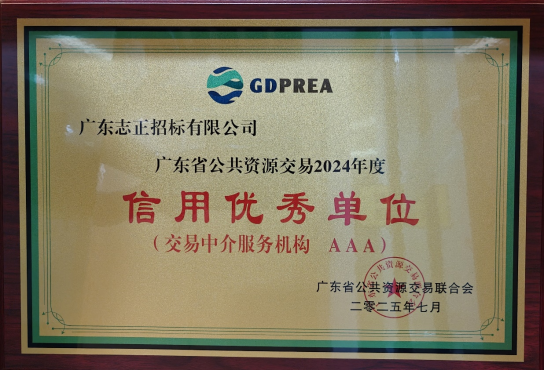 GDPREA
广东志正招标有限公司
广东省公共资源交易2024年度
信用优秀单位
（交易中介服务机构 AAA）
广东省公共资源交易联合会
二〇二五年七月